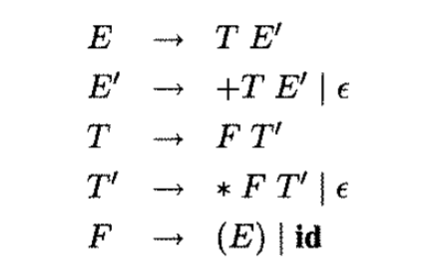 E → T E′
E′ → +T E′ | ϵ
T → F T′
T′ → * F T′ | ϵ
F → (E) | id